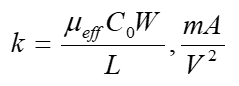 k = μ_eff C_0 W / L , mA / V^2